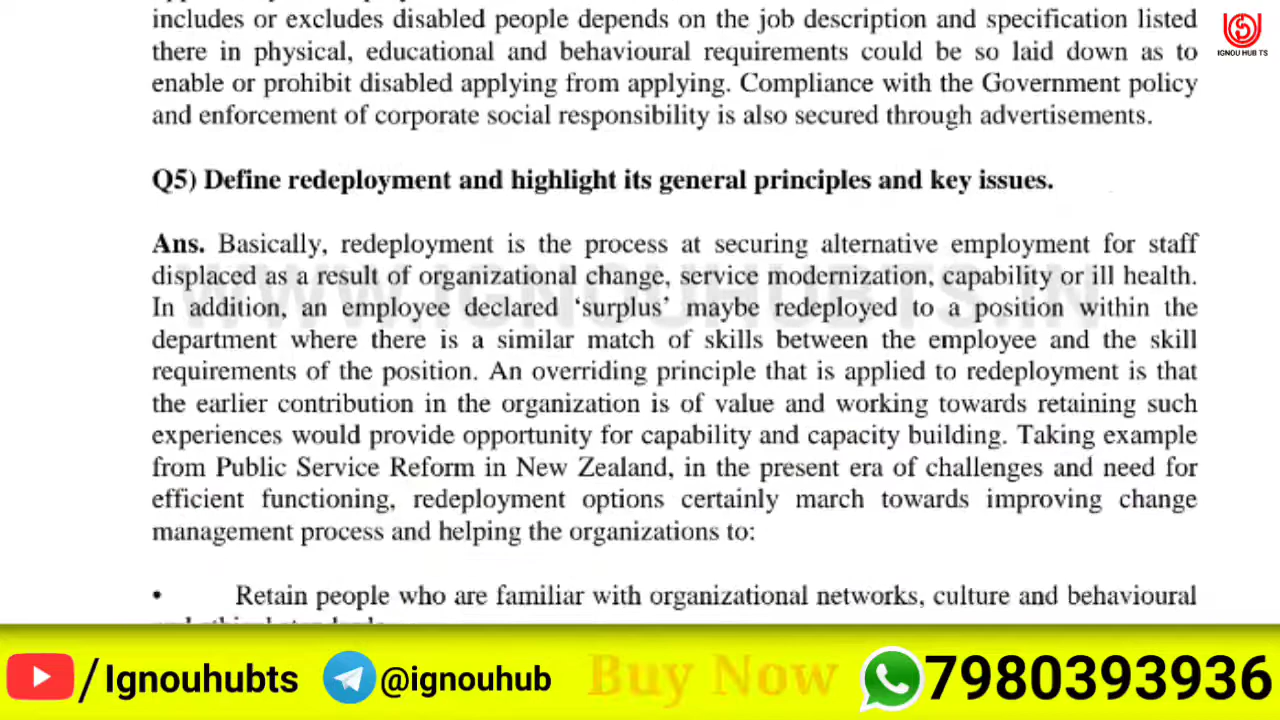 includes or excludes disabled people depends on the job description and specification listed
there in physical, educational and behavioural requirements could be so laid down as to
enable or prohibit disabled applying from applying. Compliance with the Government policy
and enforcement of corporate social responsibility is also secured through advertisements.
IGNOU HUB TS
Q5) Define redeployment and highlight its general principles and key issues.
Ans. Basically, redeployment is the process at securing alternative employment for staff
displaced as a result of organizational change, service modernization, capability or ill health.
In addition, an employee declared ‘surplus’ maybe redeployed to a position within the
department where there is a similar match of skills between the employee and the skill
requirements of the position. An overriding principle that is applied to redeployment is that
the earlier contribution in the organization is of value and working towards retaining such
experiences would provide opportunity for capability and capacity building. Taking example
from Public Service Reform in New Zealand, in the present era of challenges and need for
efficient functioning, redeployment options certainly march towards improving change
management process and helping the organizations to:
WWW.IGNOUHUBTS.IN
• Retain people who are familiar with organizational networks, culture and behavioural
/Ignouhubts @ignouhub Buy Now 7980393936